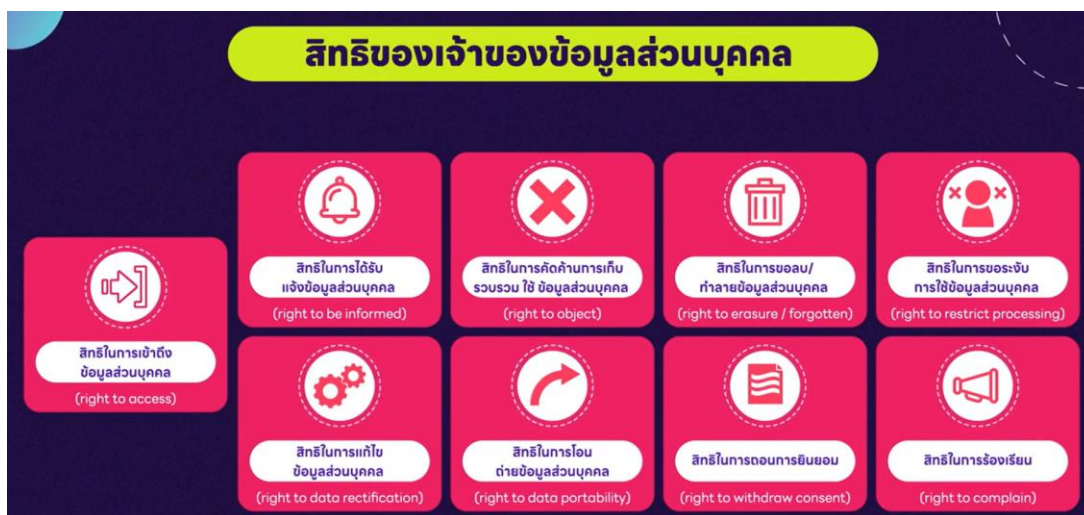 สิทธิของเจ้าของข้อมูลส่วนบุคคล
สิทธิในการเข้าถึง
ข้อมูลส่วนบุคคล
(right to access)
สิทธิในการได้รับ
แจ้งข้อมูลส่วนบุคคล
(right to be informed)
สิทธิในการคัดค้านการเก็บ
รวบรวม ใช้ ข้อมูลส่วนบุคคล
(right to object)
สิทธิในการขอลบ/
ทำลายข้อมูลส่วนบุคคล
(right to erasure / forgotten)
สิทธิในการขอระงับ
การใช้ข้อมูลส่วนบุคคล
(right to restrict processing)
สิทธิในการแก้ไข
ข้อมูลส่วนบุคคล
(right to data rectification)
สิทธิในการโอน
ถ่ายข้อมูลส่วนบุคคล
(right to data portability)
สิทธิในการถอนการยินยอม
(right to withdraw consent)
สิทธิในการร้องเรียน
(right to complain)